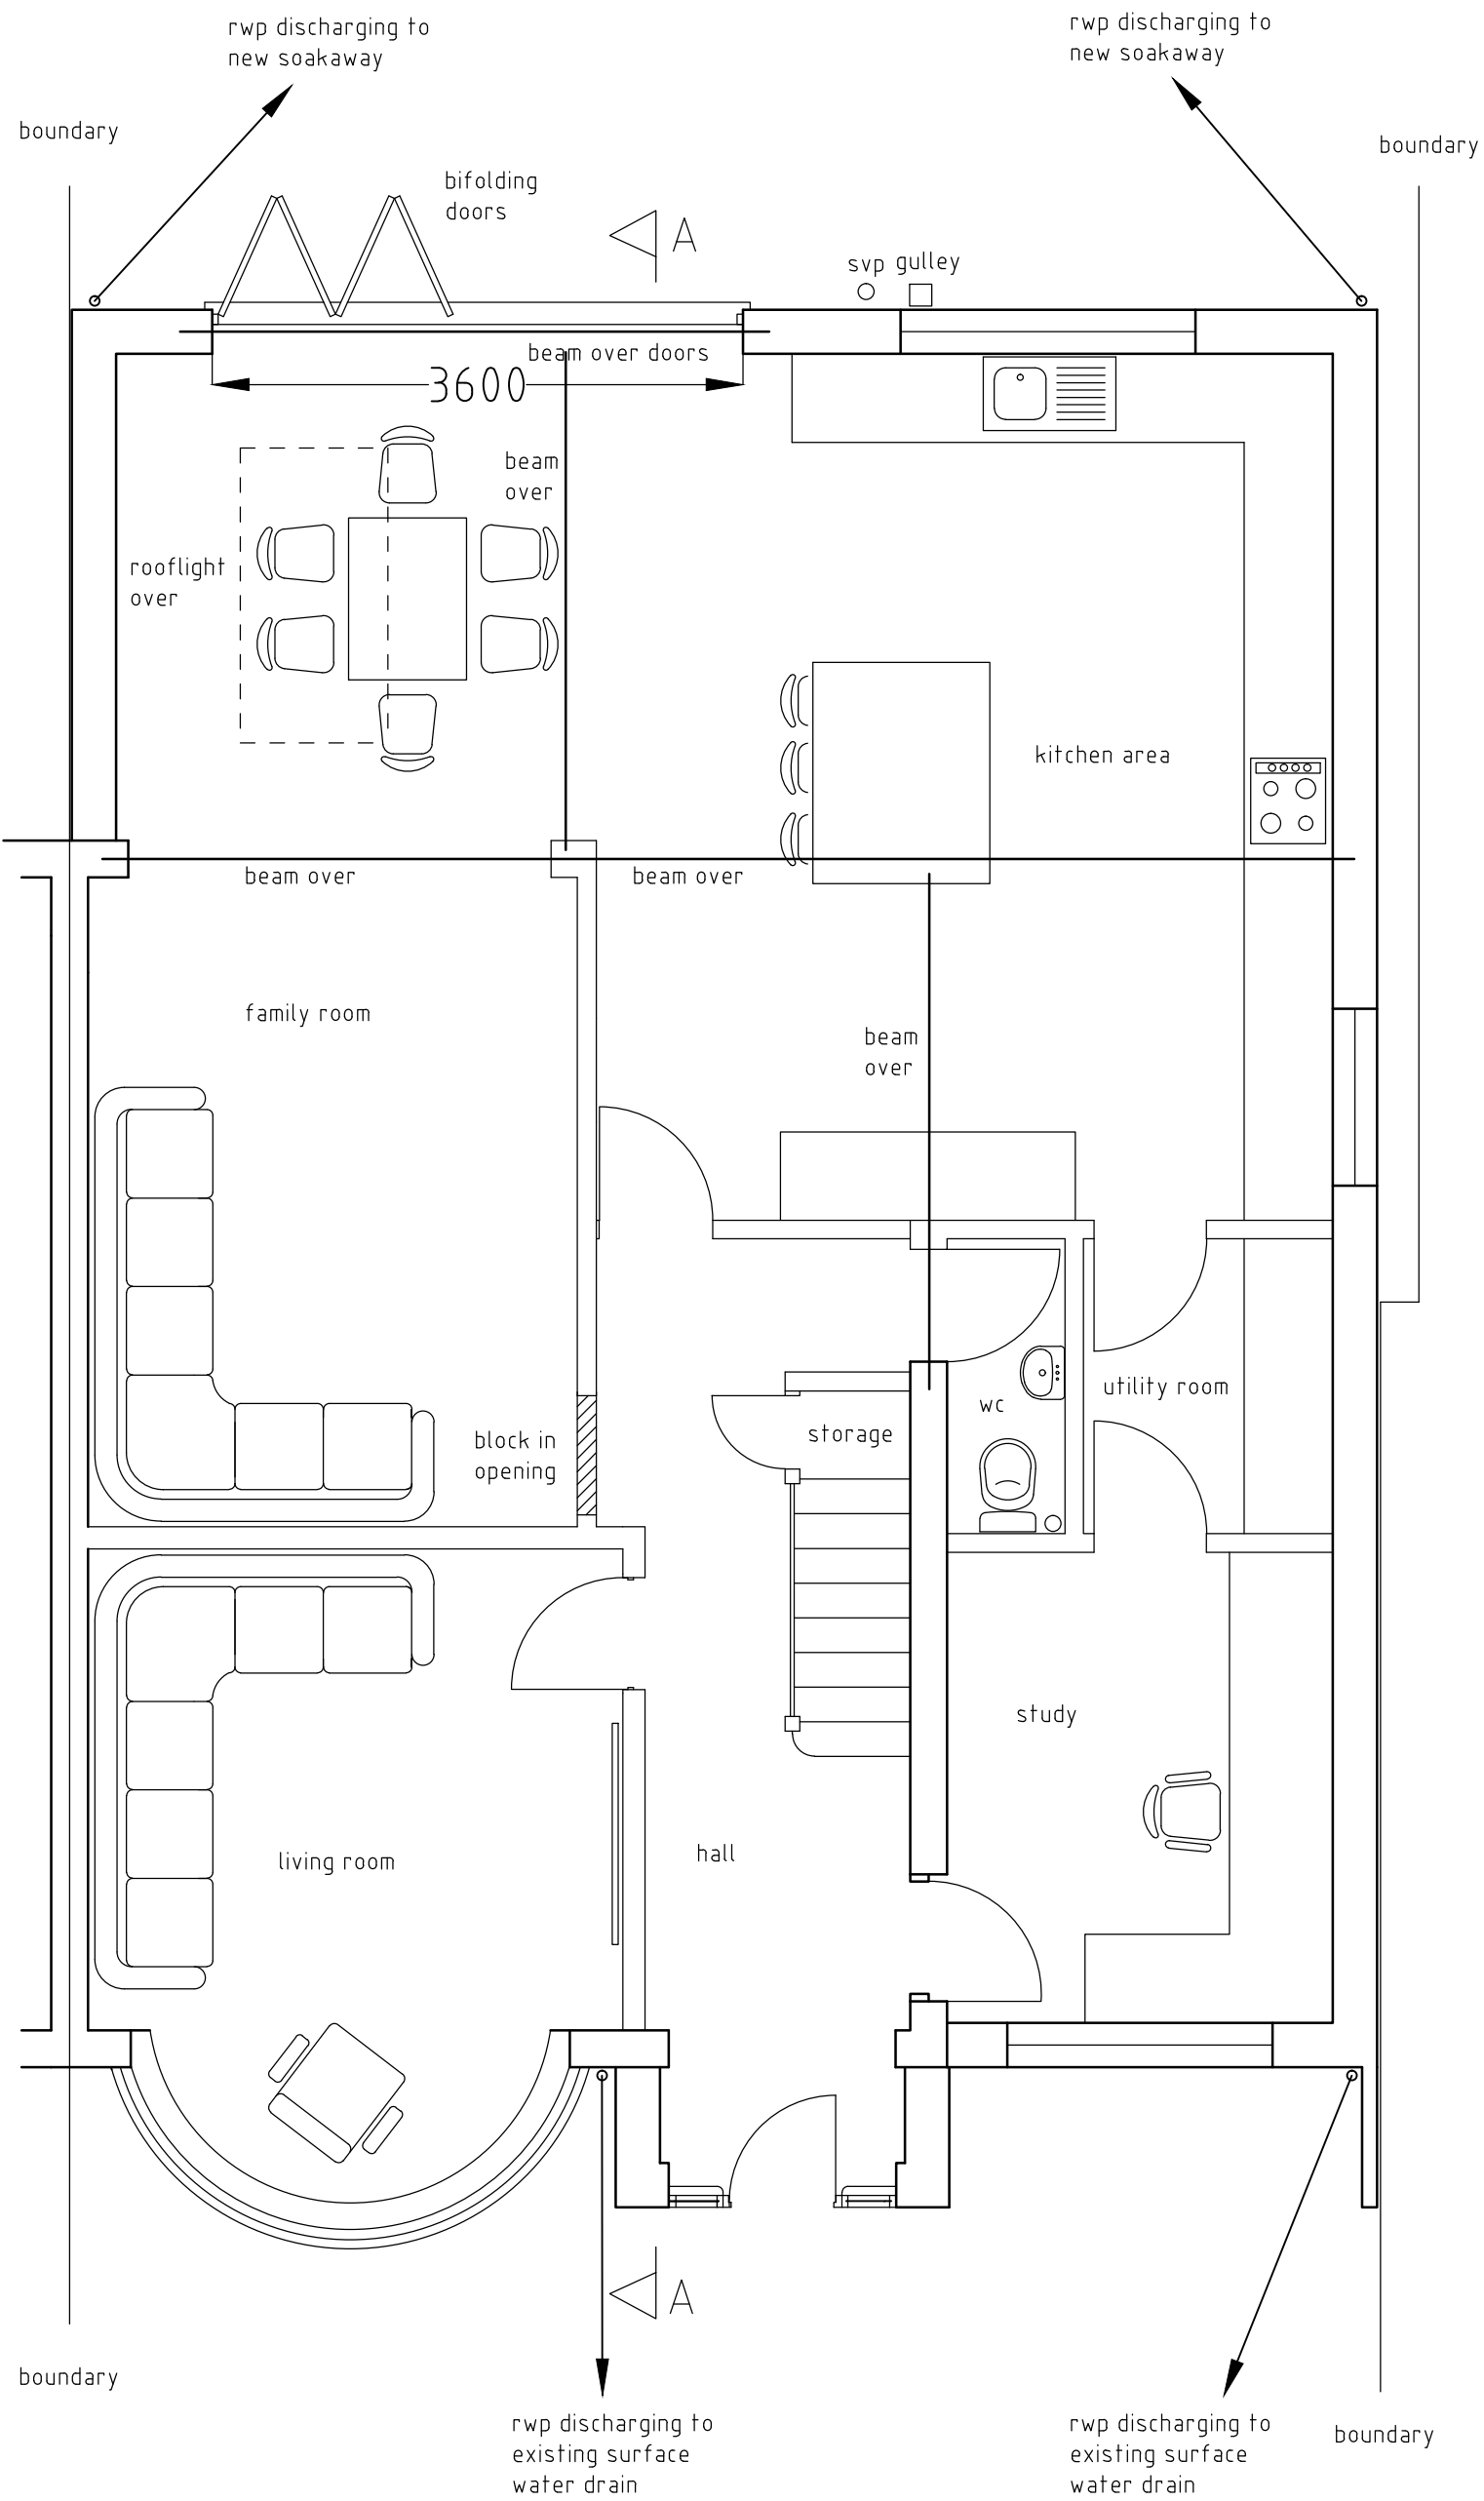 rwp discharging to
new soakaway
rwp discharging to
new soakaway
boundary
boundary
bifolding
doors
A
svp gulley
beam over doors
3600
beam
over
rooflight
over
kitchen area
beam over
beam over
family room
beam
over
utility room
wc
storage
block in
opening
study
hall
living room
A
boundary
rwp discharging to
existing surface
water drain
rwp discharging to
existing surface
water drain
boundary